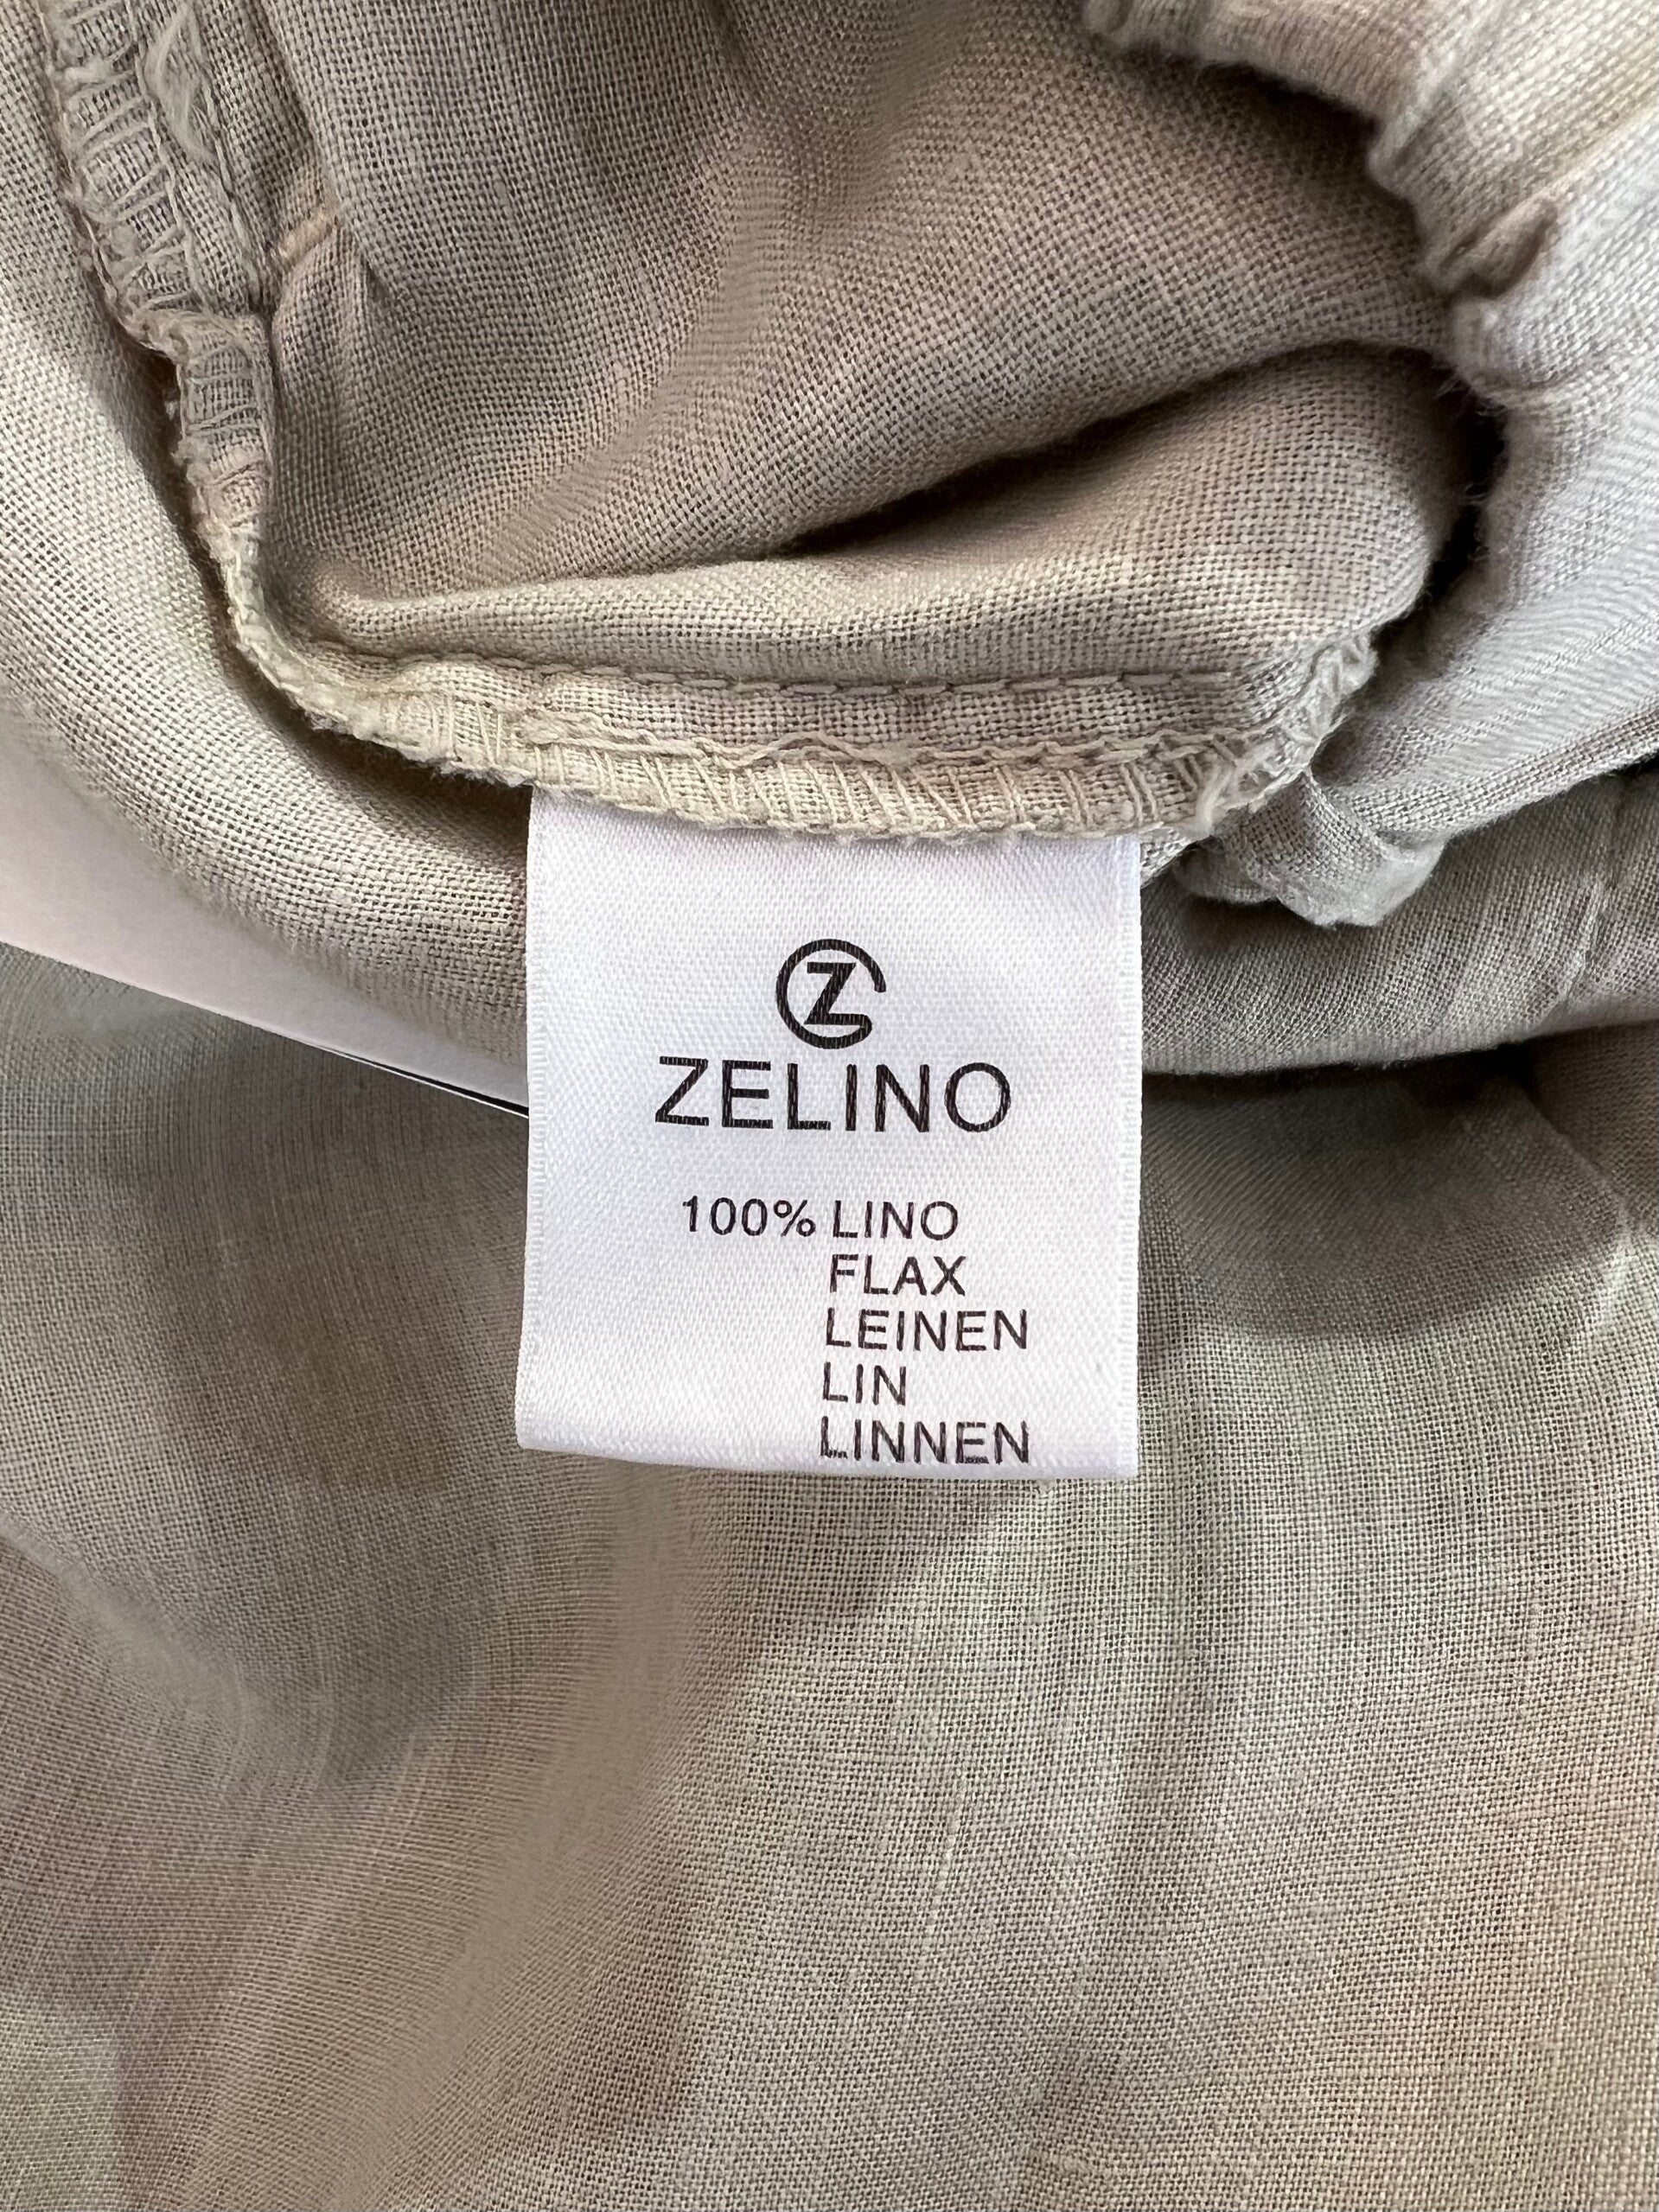 Z
ZELINO
100% LINO
FLAX
LEINEN
LIN
LINNEN